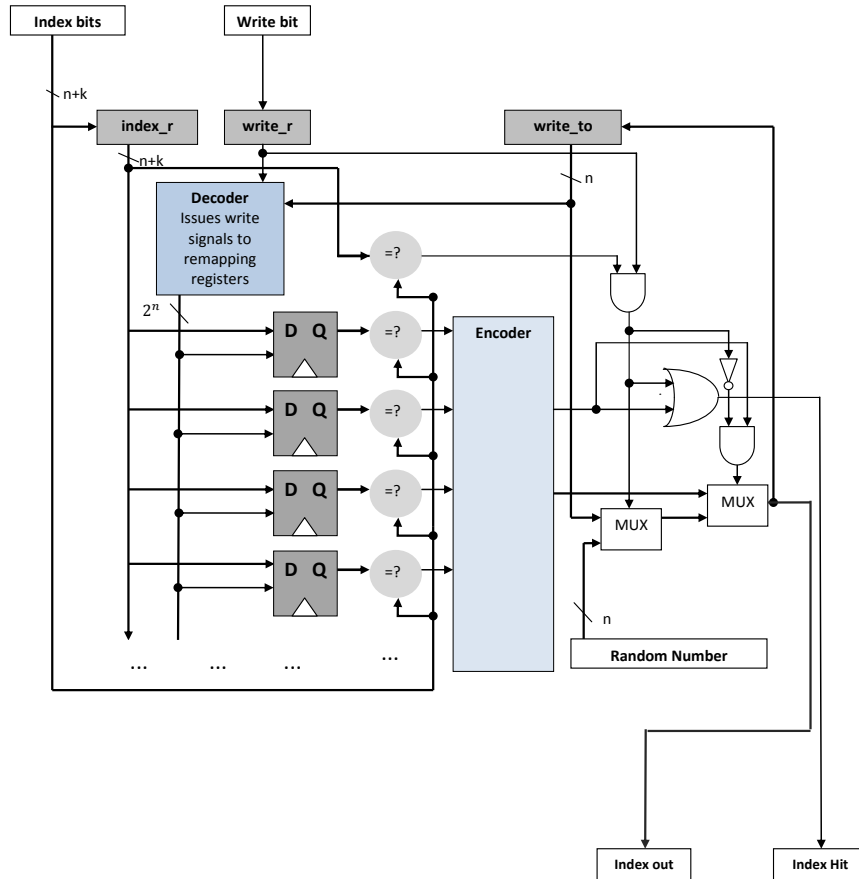 Index bits
Write bit
n+k
index_r
write_r
write_to
n+k
n
Decoder
Issues write
signals to
remapping
registers
=?
2ⁿ
D Q
=?
Encoder
D Q
=?
D Q
=?
MUX
MUX
D Q
=?
n
Random Number
...
...
...
...
Index out
Index Hit